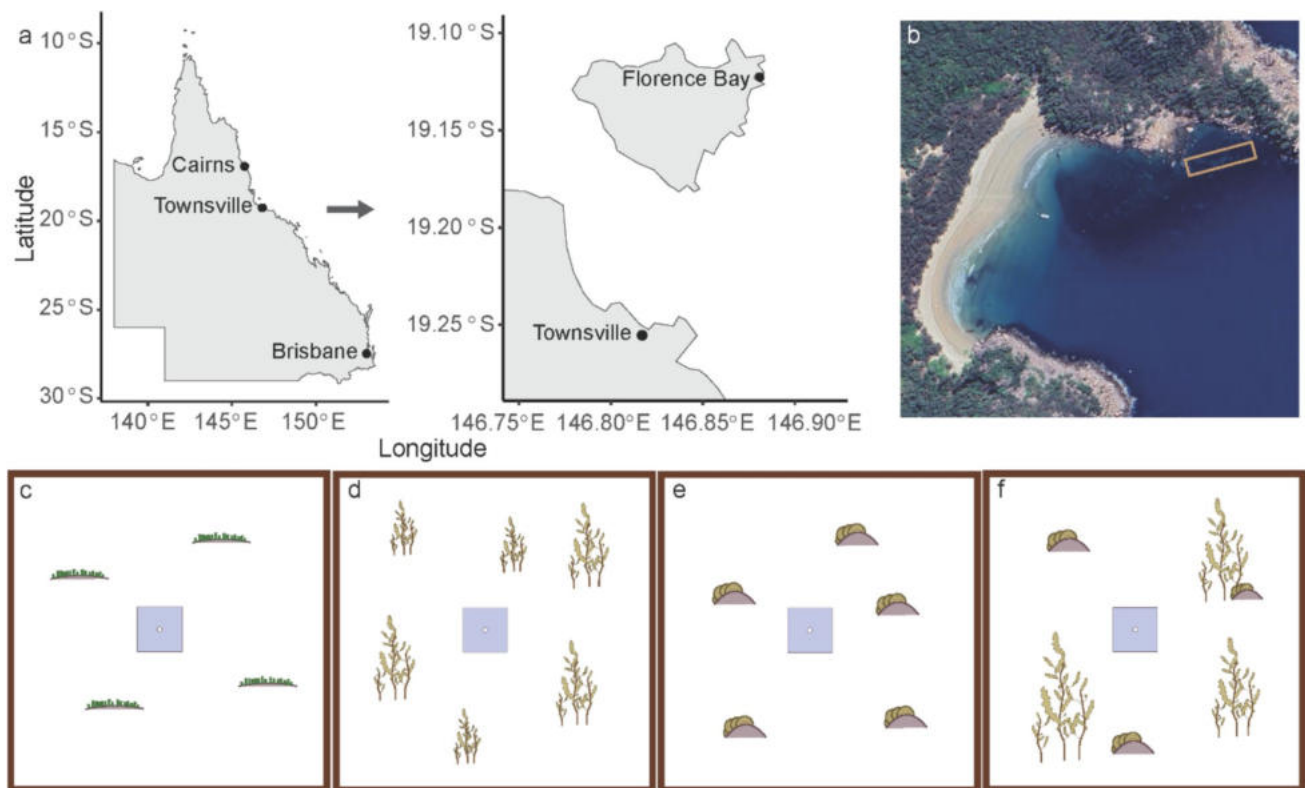 a
Latitude
10°S
15°S
20°S
25°S
30°S
140°E 145°E 150°E
Cairns
Townsville
Brisbane
19.10°S
19.15°S
19.20°S
19.25°S
146.75°E 146.80°E 146.85°E 146.90°E
Florence Bay
Townsville
Longitude
b
c
d
e
f